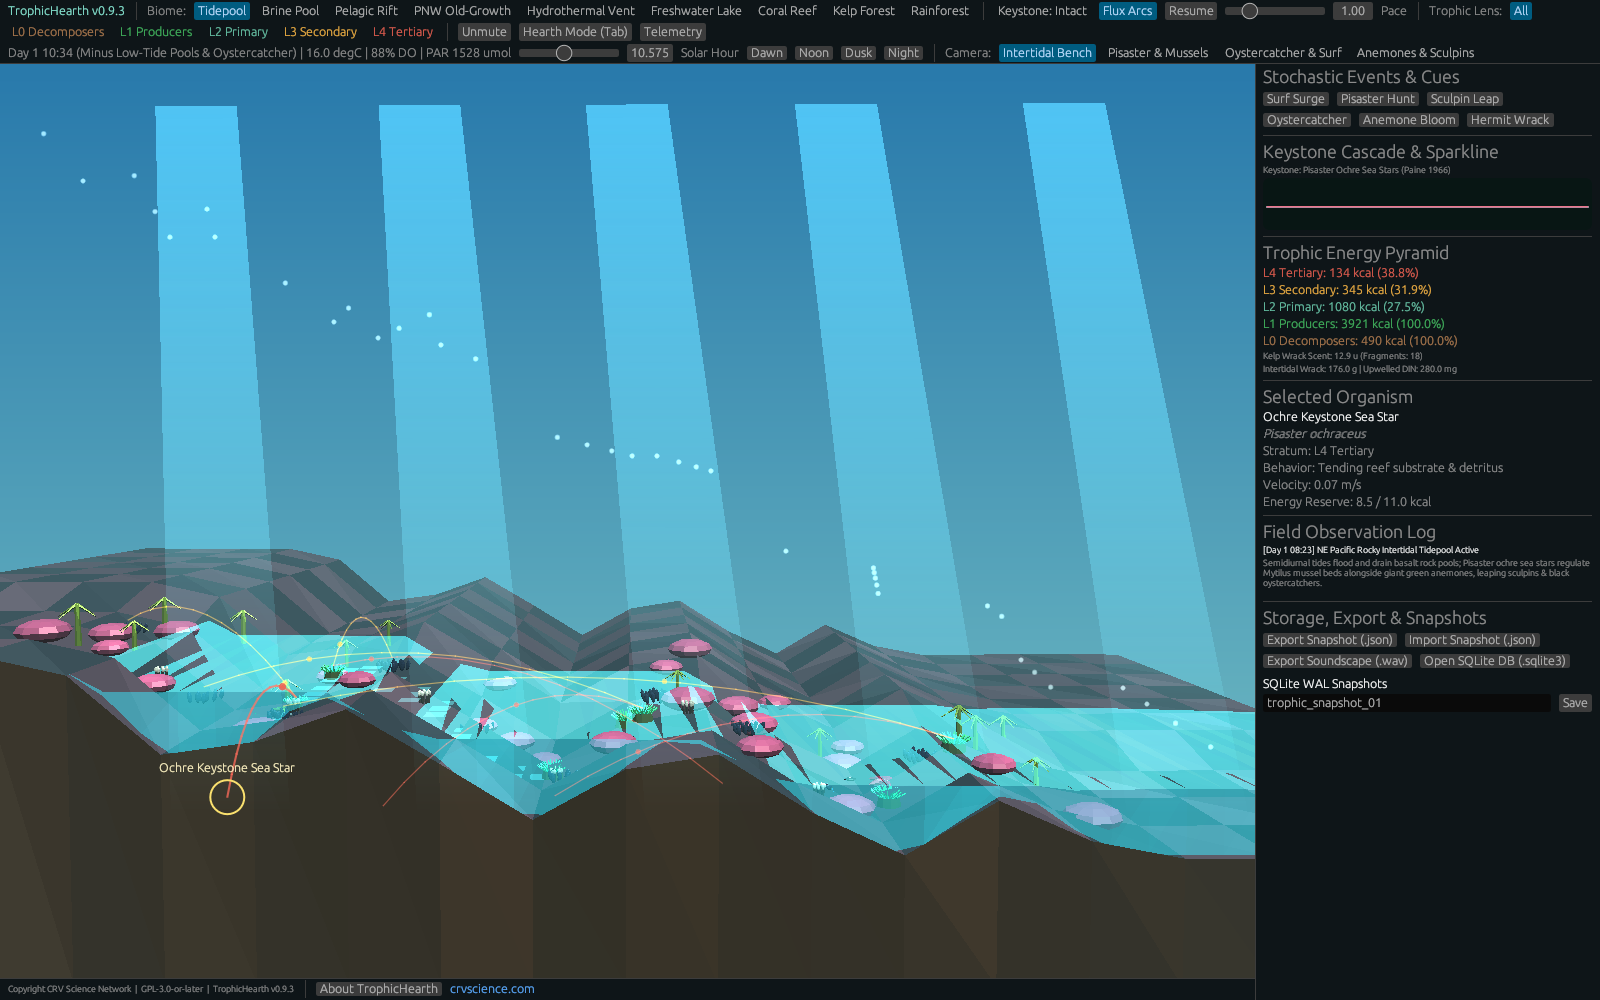 TrophicHearth v0.9.3 Biome: Tidepool Brine Pool Pelagic Rift PNW Old-Growth Hydrothermal Vent Freshwater Lake Coral Reef Kelp Forest Rainforest Keystone: Intact Flux Arcs Resume 1.00 Pace Trophic Lens: All
L0 Decomposers L1 Producers L2 Primary L3 Secondary L4 Tertiary Unmute Hearth Mode (Tab) Telemetry
Day 1 10:34 (Minus Low-Tide Pools & Oystercatcher) | 16.0 degC | 88% DO | PAR 1528 umol 10.575 Solar Hour Dawn Noon Dusk Night Camera: Intertidal Bench Pisaster & Mussels Oystercatcher & Surf Anemones & Sculpins
Stochastic Events & Cues
Surf Surge Pisaster Hunt Sculpin Leap
Oystercatcher Anemone Bloom Hermit Wrack
Keystone Cascade & Sparkline
Keystone: Pisaster Ochre Sea Stars (Paine 1966)
Trophic Energy Pyramid
L4 Tertiary: 134 kcal (38.8%)
L3 Secondary: 345 kcal (31.9%)
L2 Primary: 1080 kcal (27.5%)
L1 Producers: 3921 kcal (100.0%)
L0 Decomposers: 490 kcal (100.0%)
Kelp Wrack Scent: 12.9 u (Fragments: 18)
Intertidal Wrack: 176.0 g | Upwelled DIN: 280.0 mg
Selected Organism
Ochre Keystone Sea Star
Pisaster ochraceus
Stratum: L4 Tertiary
Behavior: Tending reef substrate & detritus
Velocity: 0.07 m/s
Energy Reserve: 8.5 / 11.0 kcal
Field Observation Log
[Day 1 08:23] NE Pacific Rocky Intertidal Tidepool Active
Semidiurnal tides flood and drain basalt rock pools; Pisaster ochre sea stars regulate
Mytilus mussel beds alongside giant green anemones, leaping sculpins & black
oystercatchers.
Storage, Export & Snapshots
Export Snapshot (.json) Import Snapshot (.json)
Export Soundscape (.wav) Open SQLite DB (.sqlite3)
SQLite WAL Snapshots
trophic_snapshot_01 Save
Ochre Keystone Sea Star
Copyright CRV Science Network | GPL-3.0-or-later | TrophicHearth v0.9.3 About TrophicHearth crvscience.com